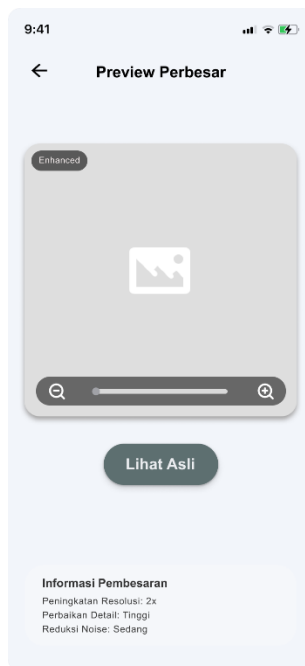 9:41
Preview Perbesar
Enhanced
Lihat Asli
Informasi Pembesaran
Peningkatan Resolusi: 2x
Perbaikan Detail: Tinggi
Reduksi Noise: Sedang